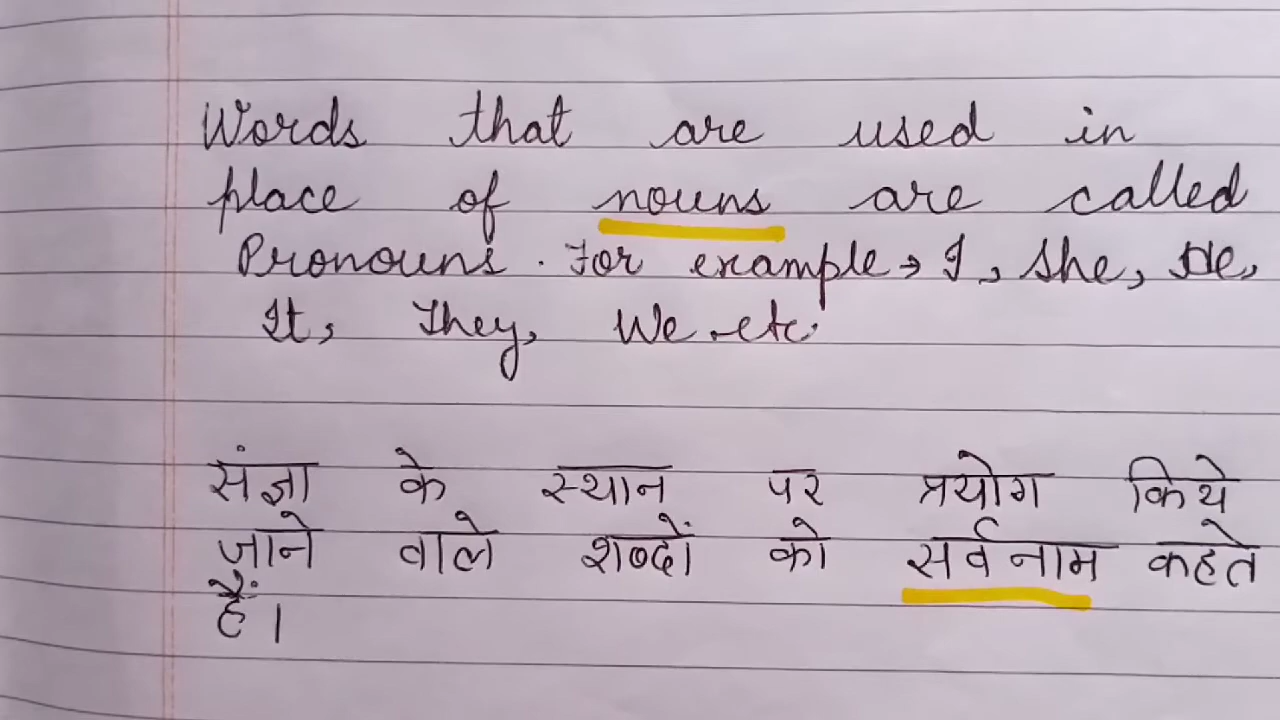 Words that are used in
place of nouns are called
Pronouns. For example → I, She, He,
It, They, We etc.
संज्ञा के स्थान पर प्रयोग किये
जाने वाले शब्दों को सर्वनाम कहते
हैं।